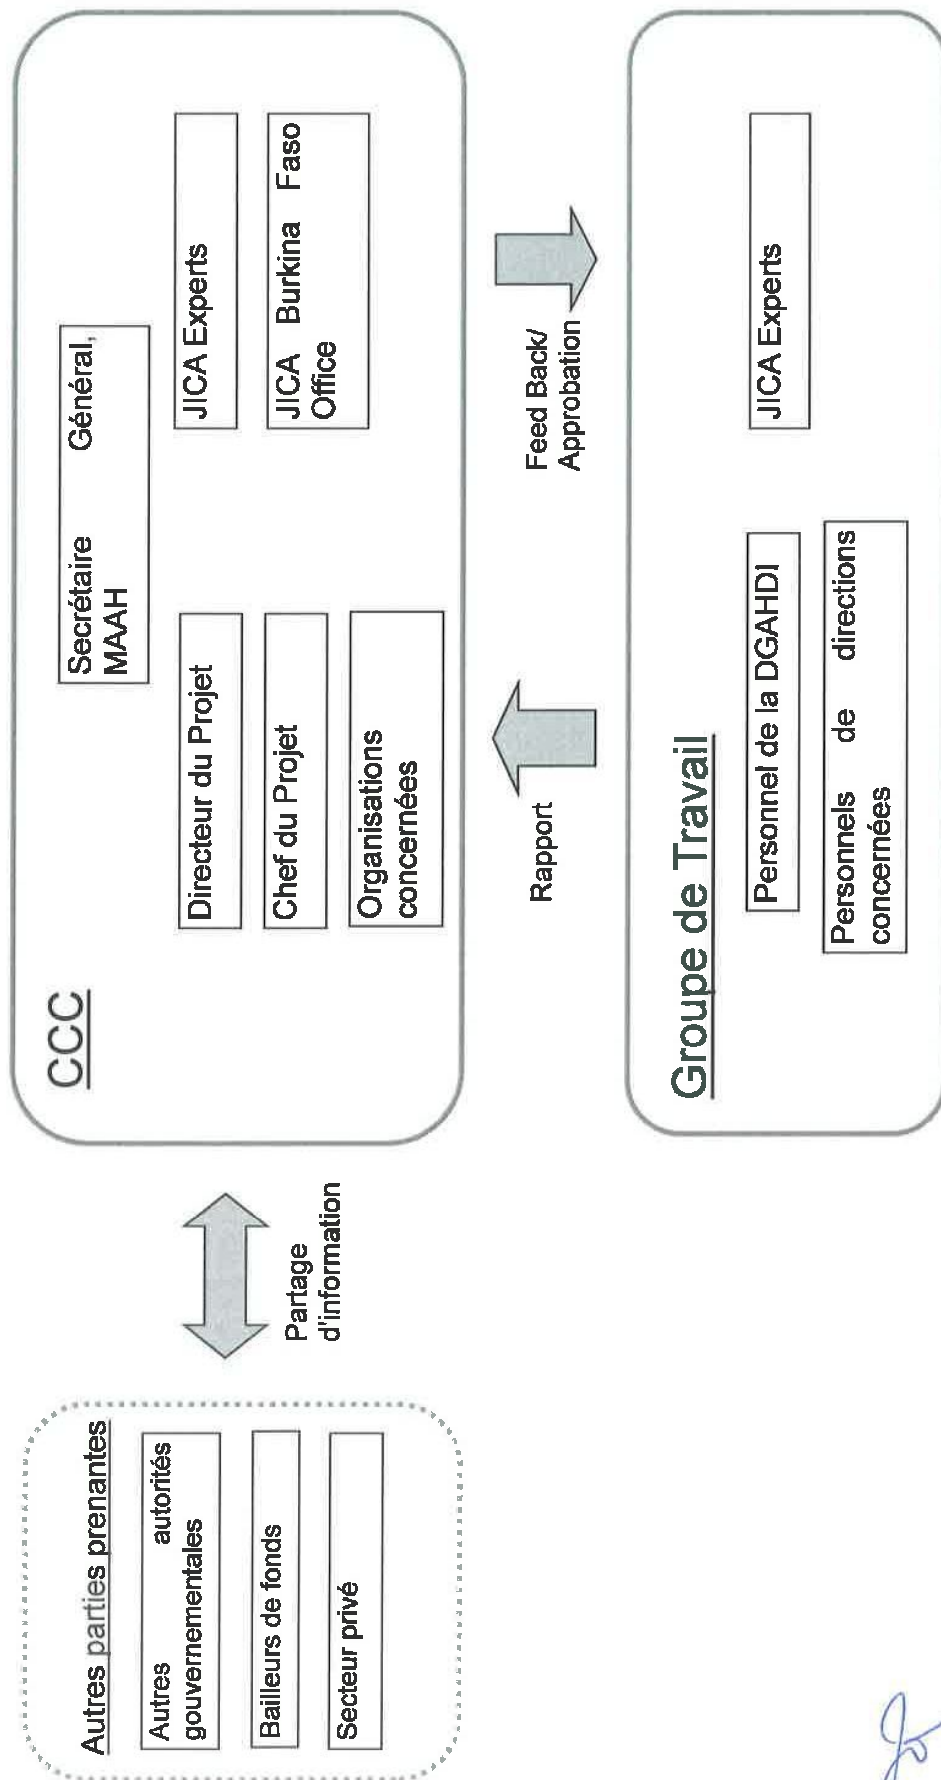 Autres parties prenantes
Autres autorités
gouvernementales
Bailleurs de fonds
Secteur privé
Partage
d'information
CCC
Secrétaire Général,
MAAH
Directeur du Projet
Chef du Projet
Organisations
concernées
JICA Experts
JICA Burkina Faso
Office
Rapport
Feed Back/
Approbation
Groupe de Travail
Personnel de la DGAHDI
Personnels de directions
concernées
JICA Experts